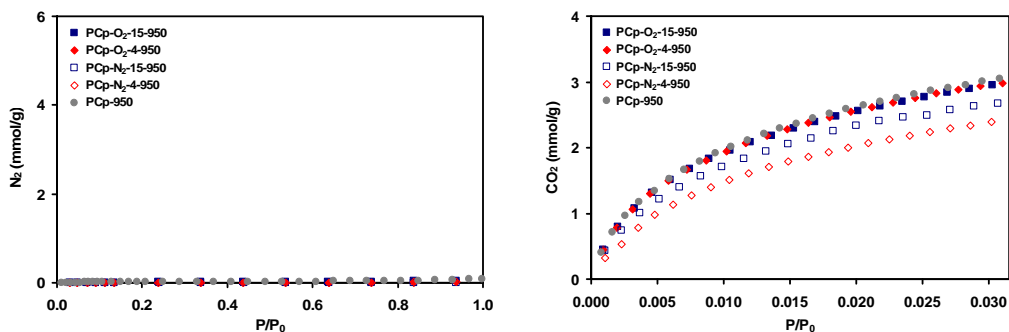 6
4
2
0
N₂ (mmol/g)
PCp-O₂-15-950
PCp-O₂-4-950
PCp-N₂-15-950
PCp-N₂-4-950
PCp-950
0.0 0.2 0.4 0.6 0.8 1.0
P/P₀
4
3
2
1
0
CO₂ (mmol/g)
PCp-O₂-15-950
PCp-O₂-4-950
PCp-N₂-15-950
PCp-N₂-4-950
PCp-950
0.000 0.005 0.010 0.015 0.020 0.025 0.030
P/P₀